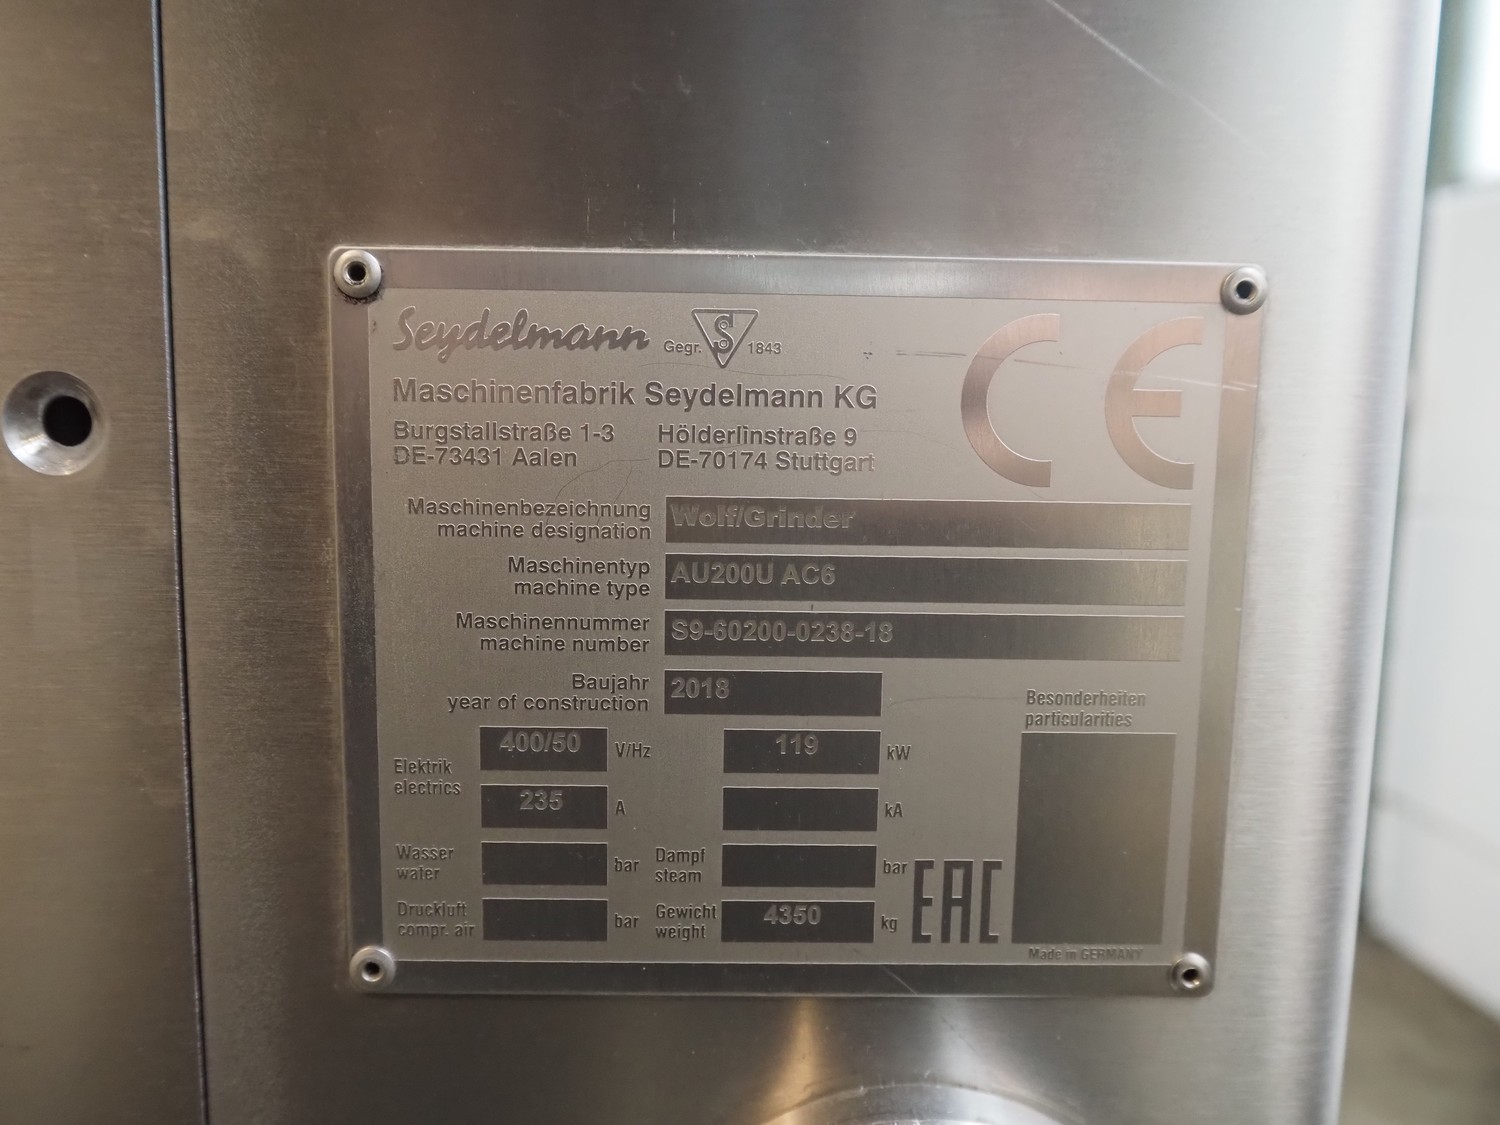 Seydelmann Gegr. S 1843
CE
Maschinenfabrik Seydelmann KG
Burgstallstraße 1-3 Hölderlinstraße 9
DE-73431 Aalen DE-70174 Stuttgart
Maschinenbezeichnung Wolf/Grinder
machine designation
Maschinentyp AU200U AC6
machine type
Maschinennummer S9-60200-0238-18
machine number
Baujahr 2018
year of construction
Besonderheiten
particularities
Elektrik 400/50 V/Hz 119 kW
electrics 235 A kA
Wasser bar Dampf bar
water steam
Druckluft bar Gewicht 4350 kg
compr. air weight
EAC
Made in GERMANY